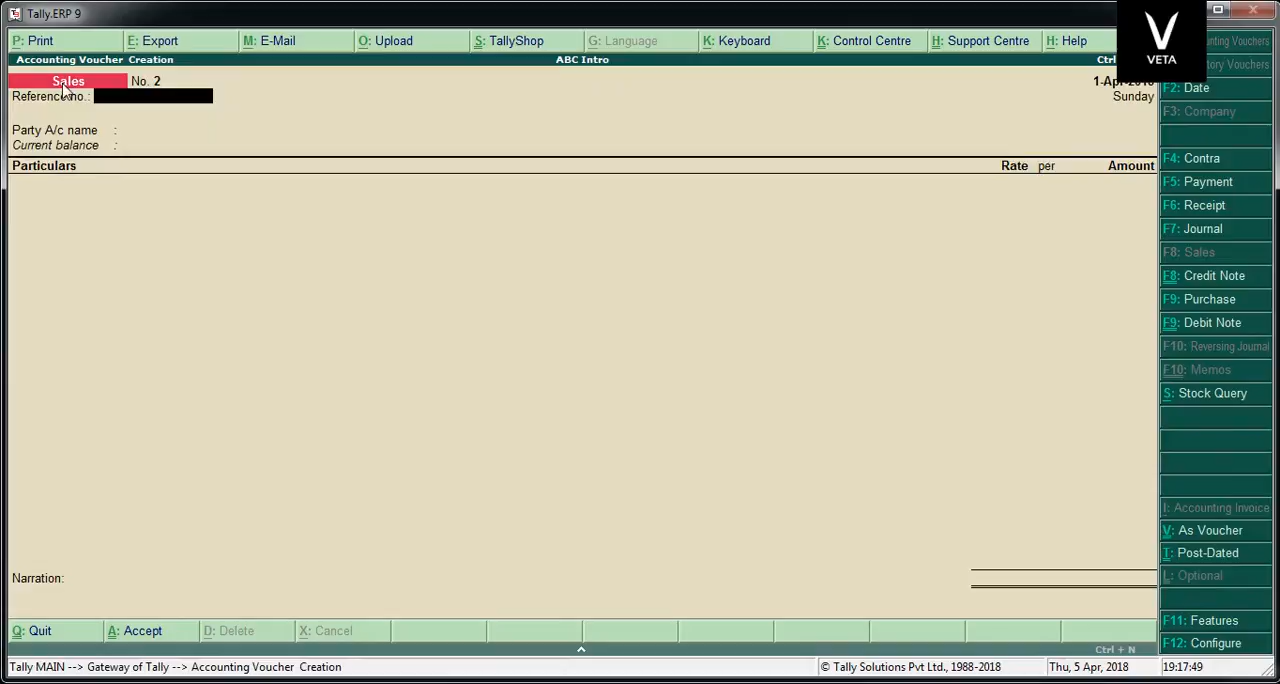 Tally.ERP 9
P: Print E: Export M: E-Mail O: Upload S: TallyShop G: Language K: Keyboard K: Control Centre H: Support Centre H: Help
VETA
Accounting Voucher Creation ABC Intro Ctrl
Sales No. 2
Reference no.:
Sunday
Party A/c name :
Current balance :
Particulars Rate per Amount
Narration:
F2: Date
F3: Company
F4: Contra
F5: Payment
F6: Receipt
F7: Journal
F8: Sales
F8: Credit Note
F9: Purchase
F9: Debit Note
F10: Reversing Journal
F10: Memos
S: Stock Query
I: Accounting Invoice
V: As Voucher
T: Post-Dated
L: Optional
F11: Features
F12: Configure
Q: Quit A: Accept D: Delete X: Cancel
Ctrl + N
Tally MAIN --> Gateway of Tally --> Accounting Voucher Creation © Tally Solutions Pvt Ltd., 1988-2018 Thu, 5 Apr, 2018 19:17:49